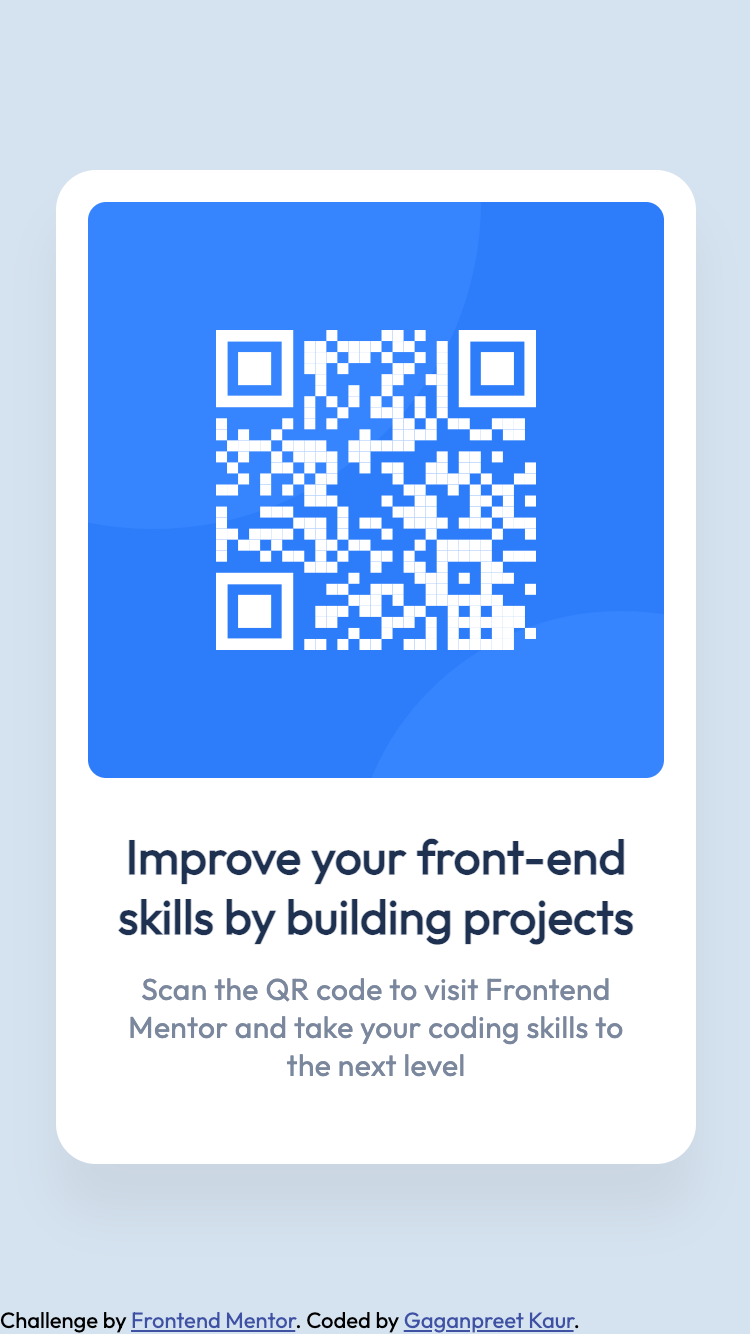 Improve your front-end
skills by building projects
Scan the QR code to visit Frontend
Mentor and take your coding skills to
the next level
Challenge by Frontend Mentor. Coded by Gaganpreet Kaur.